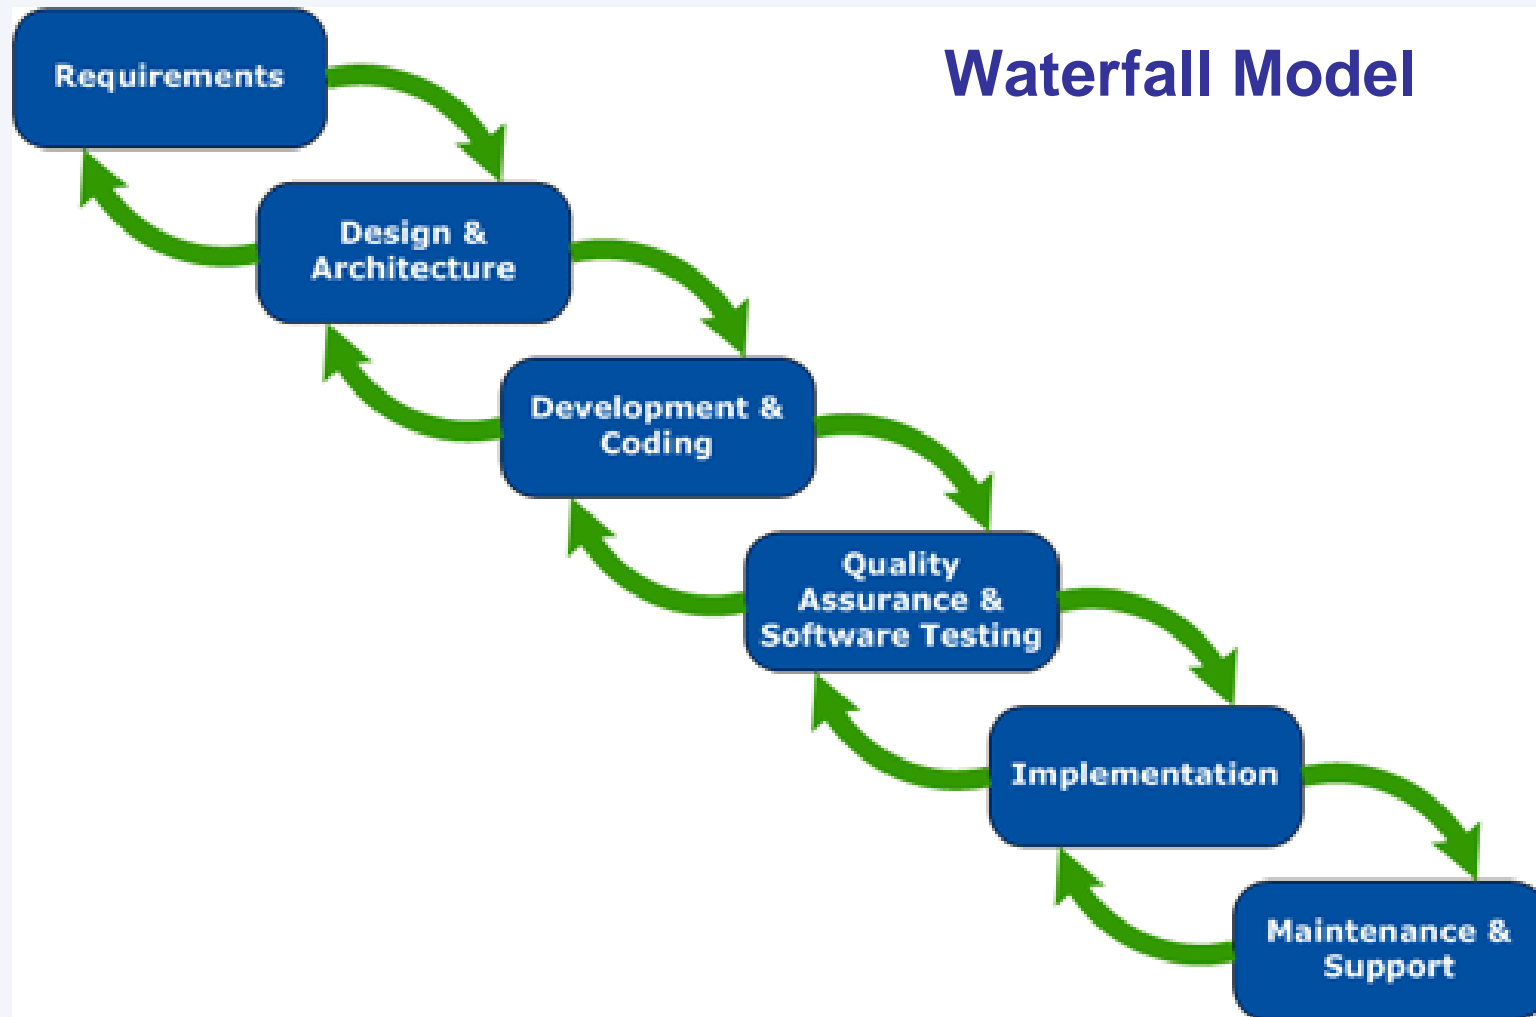 Waterfall Model
Requirements
Design &
Architecture
Development &
Coding
Quality
Assurance &
Software Testing
Implementation
Maintenance &
Support